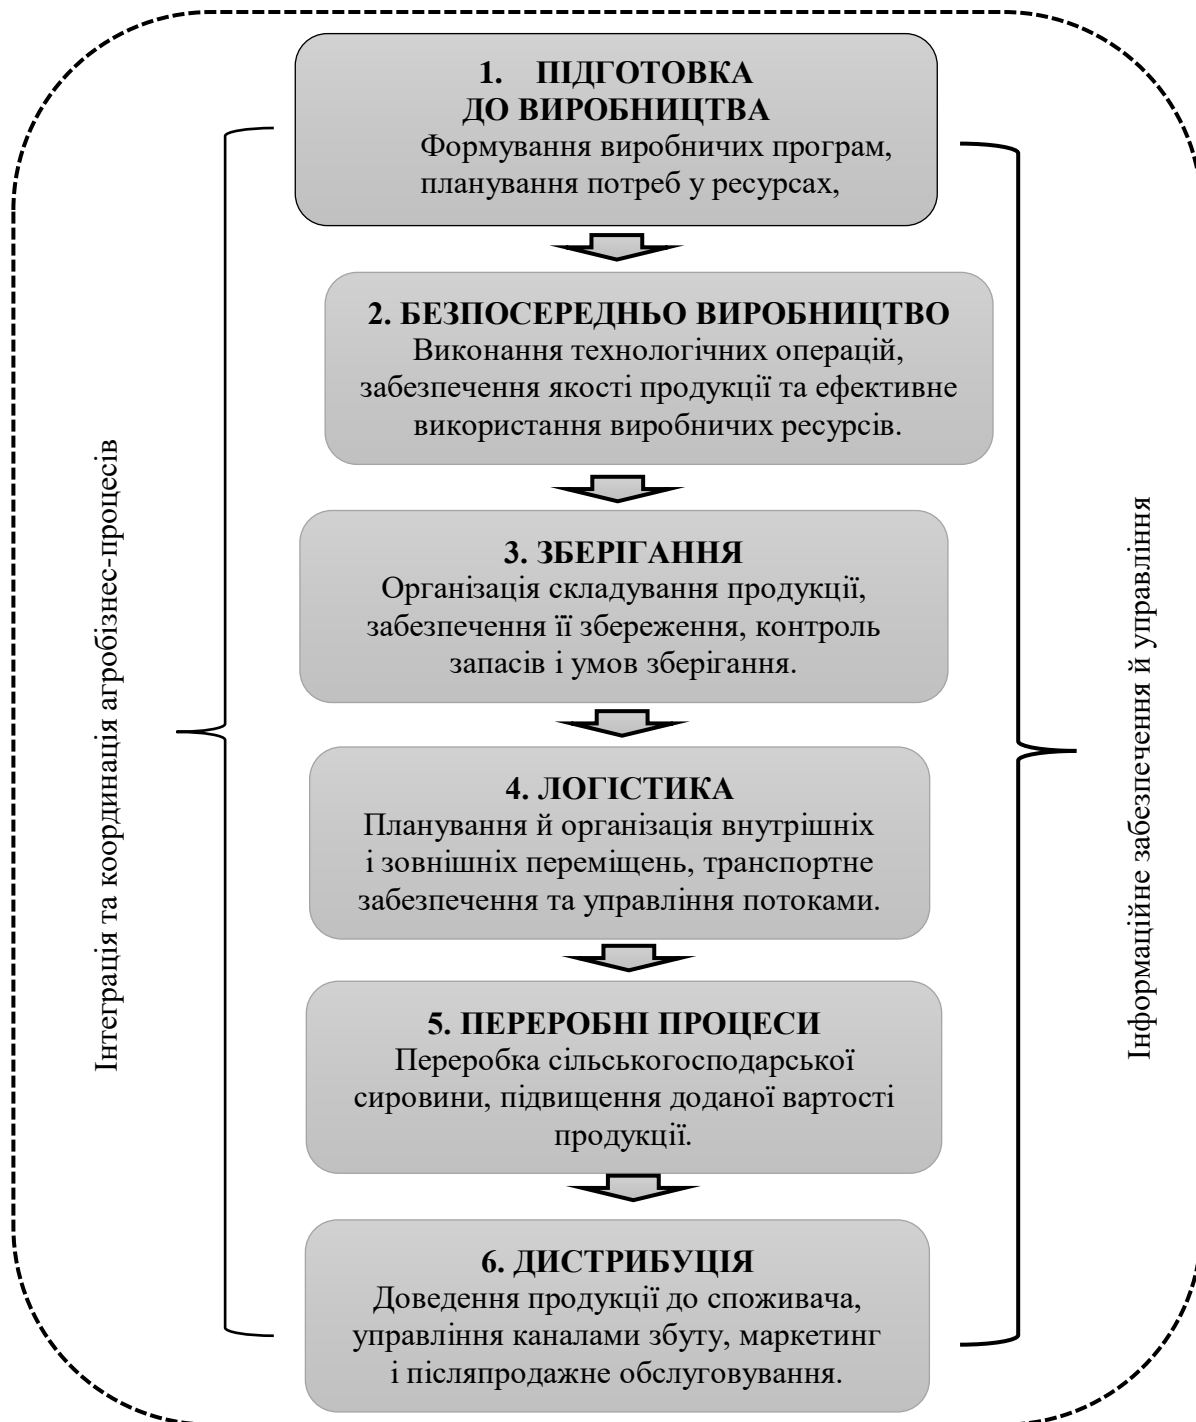 1. ПІДГОТОВКА
ДО ВИРОБНИЦТВА
Формування виробничих програм,
планування потреб у ресурсах,
2. БЕЗПОСЕРЕДНЬО ВИРОБНИЦТВО
Виконання технологічних операцій,
забезпечення якості продукції та ефективне
використання виробничих ресурсів.
3. ЗБЕРІГАННЯ
Організація складування продукції,
забезпечення її збереження, контроль
запасів і умов зберігання.
4. ЛОГІСТИКА
Планування й організація внутрішніх
і зовнішніх переміщень, транспортне
забезпечення та управління потоками.
5. ПЕРЕРОБНІ ПРОЦЕСИ
Переробка сільськогосподарської
сировини, підвищення доданої вартості
продукції.
6. ДИСТРИБУЦІЯ
Доведення продукції до споживача,
управління каналами збуту, маркетинг
і післяпродажне обслуговування.
Інтеграція та координація агробізнес-процесів
Інформаційне забезпечення й управління